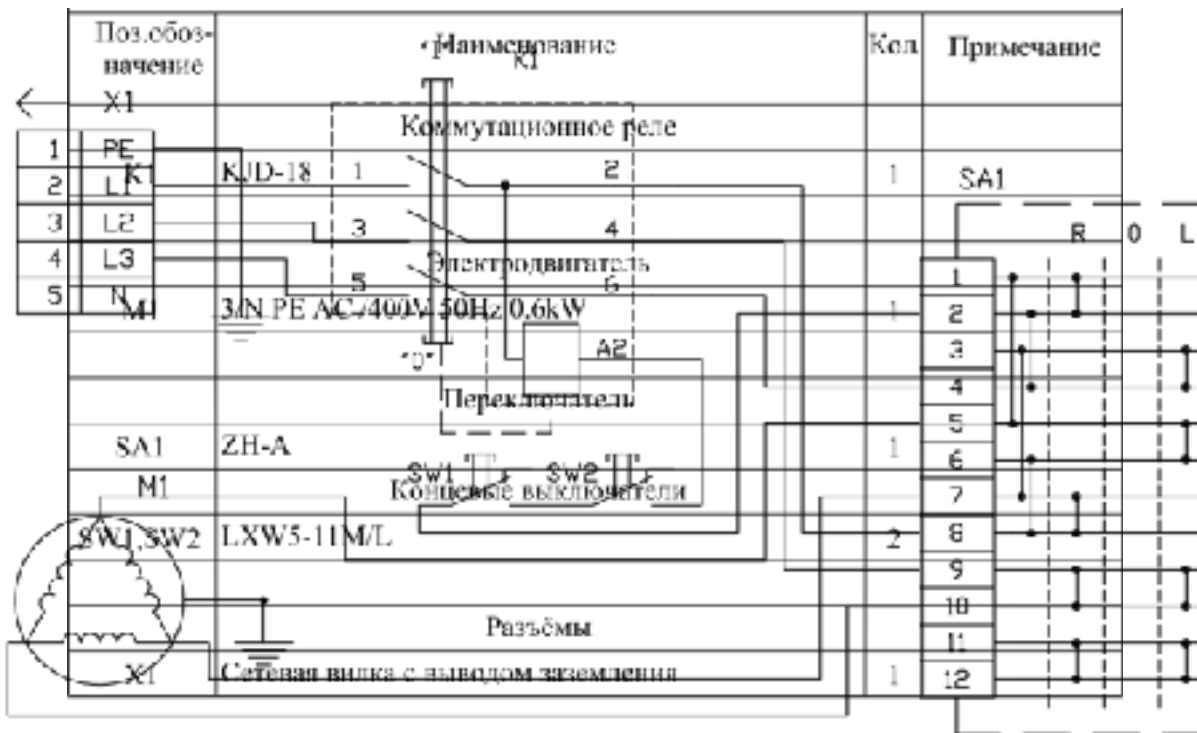 Поз.обоз-
начение
Наименование
Кол
Примечание
"1"
K1
X1
Коммутационное реле
1 PE
2 L1
3 L2
4 L3
5 N
K1 KJD-18 1
1 2
3 4
5 6
SA1
R 0 L
Электродвигатель
M1 3/N PE AC /400V 50Hz 0.6kW 1
"0"
A2
Переключатель
SA1 ZH-A 1
SW1 SW2
M1
Концевые выключатели
SW1,SW2 LXW5-11M/L 2
Разъёмы
X1 Сетевая вилка с выводом заземления 1
1
2
3
4
5
6
7
8
9
10
11
12